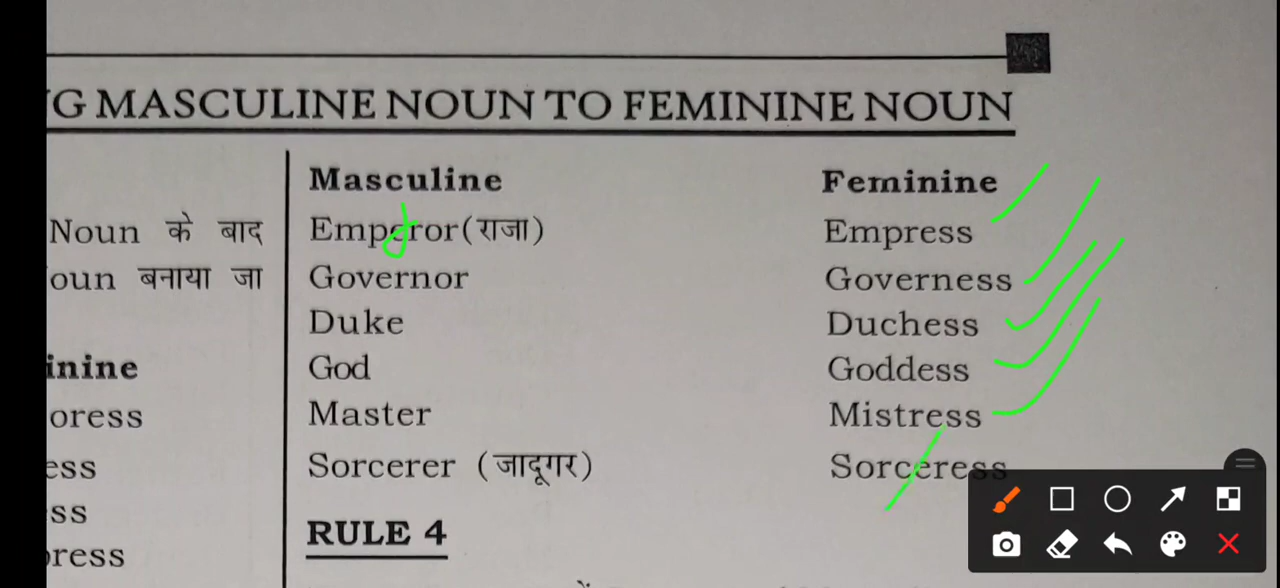 G MASCULINE NOUN TO FEMININE NOUN
Noun के बाद
oun बनाया जा
inine
oress
ess
ss
press
Masculine Feminine
Emperor (राजा) Empress
Governor Governess
Duke Duchess
God Goddess
Master Mistress
Sorcerer (जादूगर) Sorceress
RULE 4